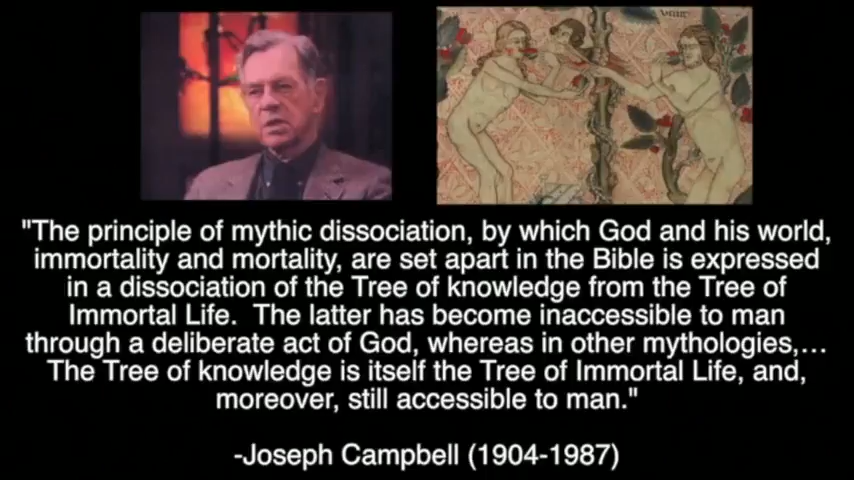 "The principle of mythic dissociation, by which God and his world,
immortality and mortality, are set apart in the Bible is expressed
in a dissociation of the Tree of knowledge from the Tree of
Immortal Life.  The latter has become inaccessible to man
through a deliberate act of God, whereas in other mythologies,...
The Tree of knowledge is itself the Tree of Immortal Life, and,
moreover, still accessible to man."
-Joseph Campbell (1904-1987)